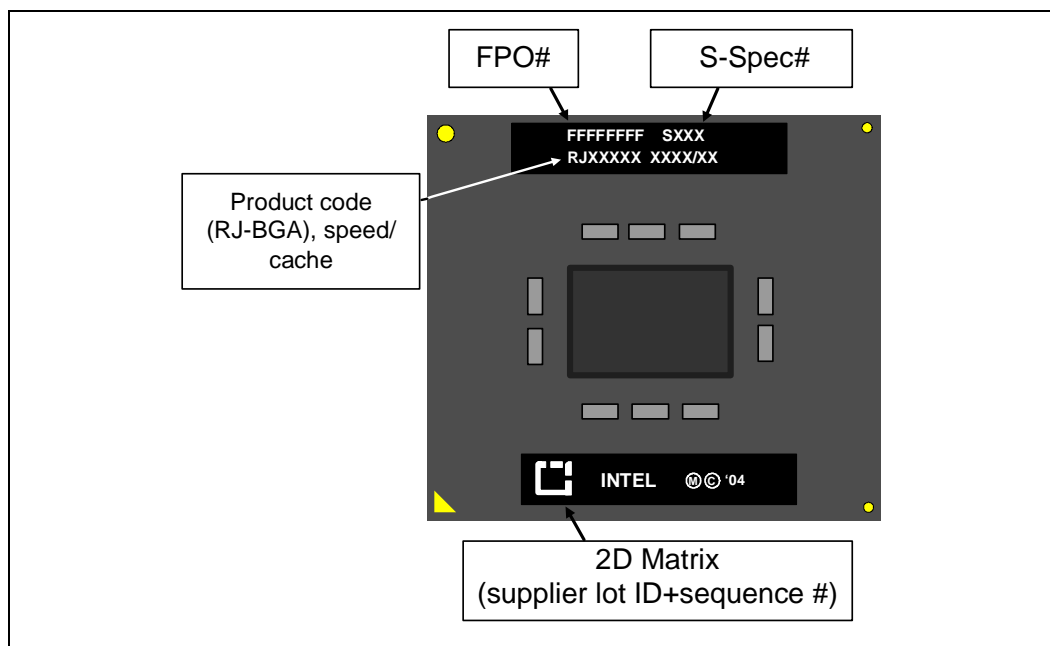 FPO#
S-Spec#
FFFFFFFF SXXX
RJXXXXX XXXX/XX
Product code
(RJ-BGA), speed/
cache
INTEL Ⓜ © '04
2D Matrix
(supplier lot ID+sequence #)